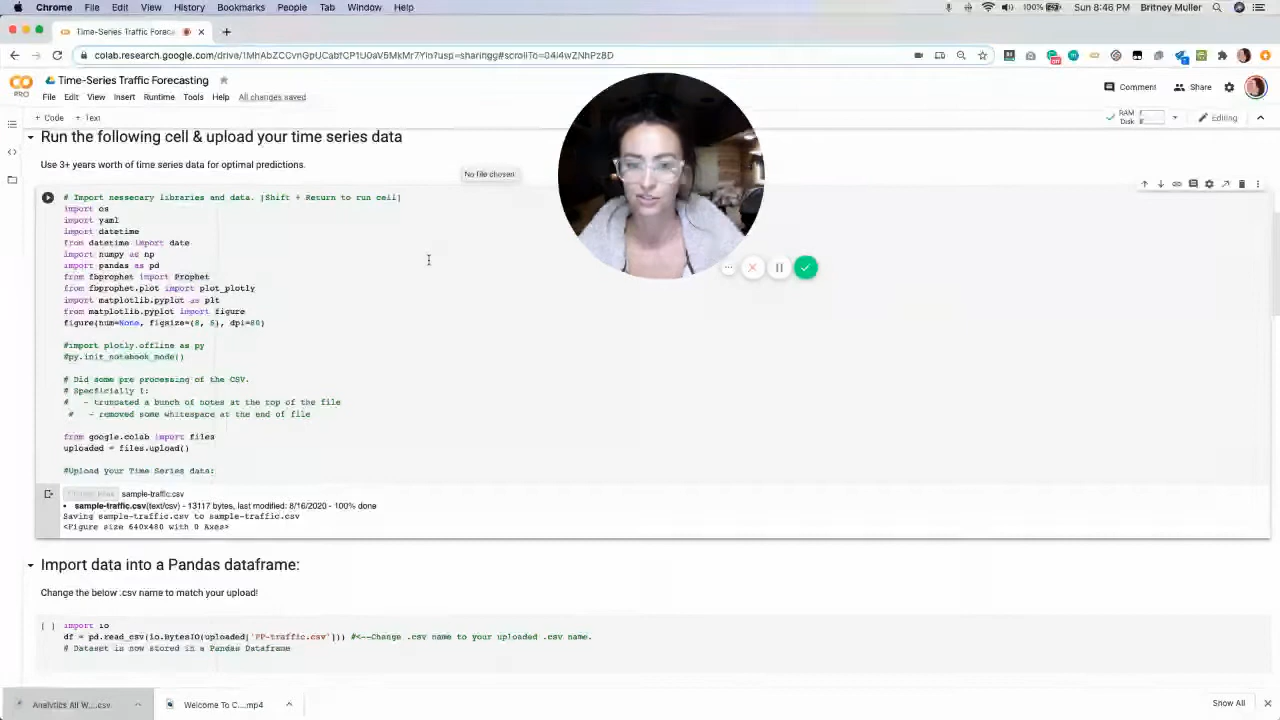 Chrome File Edit View History Bookmarks People Tab Window Help 100% Sun 8:46 PM Britney Muller
Time-Series Traffic Foreca
Time-Series Traffic Forecasting
PRO
File Edit View Insert Runtime Tools Help All changes saved
Comment Share
+ Code + Text
RAM
Disk
Editing
Run the following cell & upload your time series data
Use 3+ years worth of time series data for optimal predictions.
No file chosen
# Import nessecary libraries and data. [Shift + Return to run cell]
import os
import yaml
import datetime
from datetime import date
import numpy as np
import pandas as pd
from fbprophet import Prophet
from fbprophet.plot import plot_plotly
import matplotlib.pyplot as plt
from matplotlib.pyplot import figure
figure(num=None, figsize=(8, 6), dpi=80)
#import plotly.offline as py
#py.init_notebook_mode()
# Did some pre processing of the CSV.
# Specficially I:
# - truncated a bunch of notes at the top of the file
# - removed some whitespace at the end of file
from google.colab import files
uploaded = files.upload()
#Upload your Time Series data:
sample-traffic.csv
• sample-traffic.csv(text/csv) - 13117 bytes, last modified: 8/16/2020 - 100% done
Saving sample-traffic.csv to sample-traffic.csv
<Figure size 640x480 with 0 Axes>
Import data into a Pandas dataframe:
Change the below .csv name to match your upload!
[ ] import io
df = pd.read_csv(io.BytesIO(uploaded['PP-traffic.csv'])) #<--Change .csv name to your uploaded .csv name.
# Dataset is now stored in a Pandas Dataframe
Analytics All W....csv Welcome To C....mp4 Show All